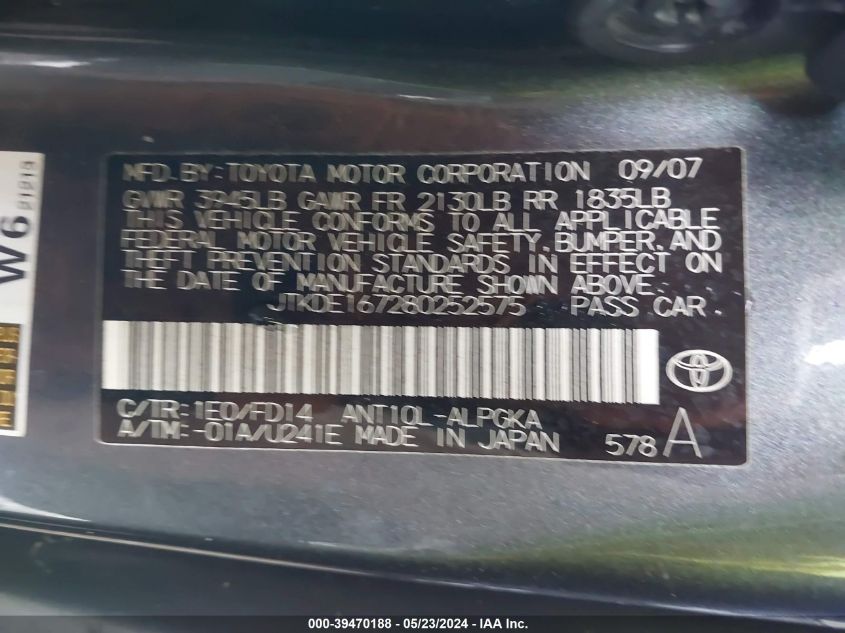 MFD.BY:TOYOTA MOTOR CORPORATION 09/07
GVWR 3945LB GAWR FR 2130LB RR 1835LB
THIS VEHICLE CONFORMS TO ALL APPLICABLE
FEDERAL MOTOR VEHICLE SAFETY,BUMPER,AND
THEFT PREVENTION STANDARDS IN EFFECT ON
THE DATE OF MANUFACTURE SHOWN ABOVE.
JTKDE167280252575 PASS CAR
C/TR:1E0/FD14 ANT10L-ALPGKA
A/TM:-01A/U241E MADE IN JAPAN 578 A
W6
000-39470188 - 05/23/2024 - IAA Inc.